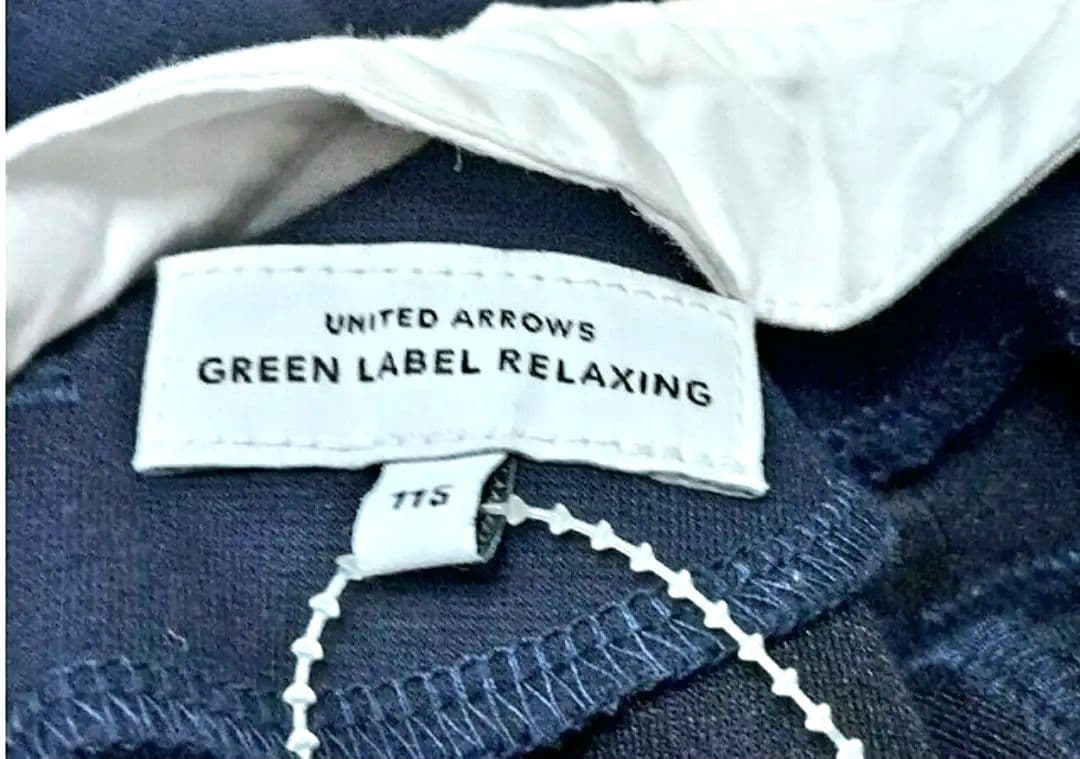 UNITED ARROWS
GREEN LABEL RELAXING
115